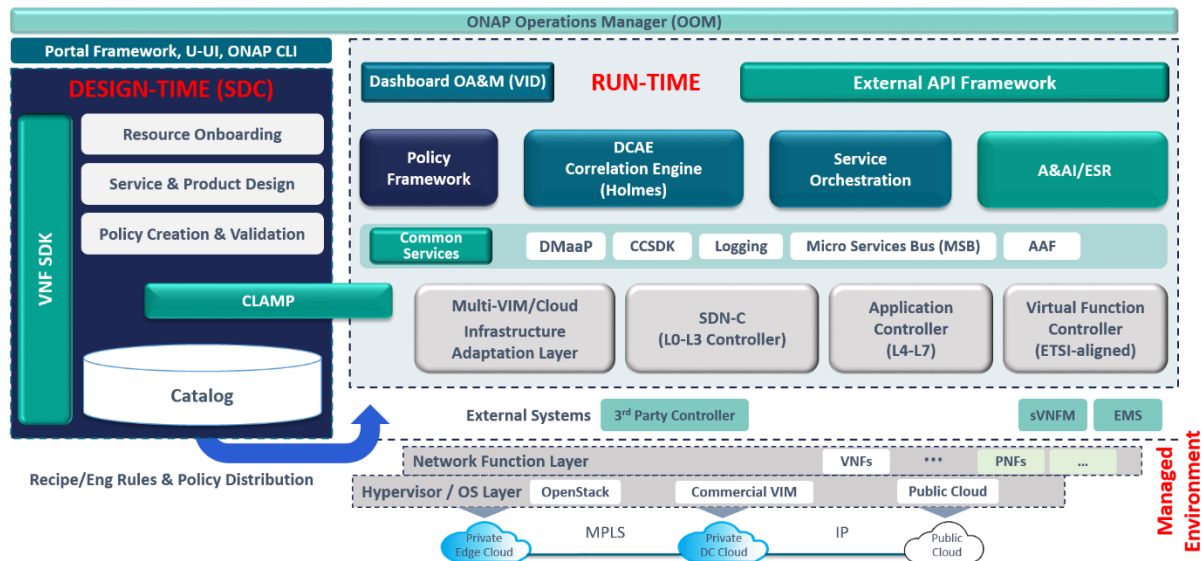 ONAP Operations Manager (OOM)
Portal Framework, U-UI, ONAP CLI
DESIGN-TIME (SDC)
VNF SDK
Resource Onboarding
Service & Product Design
Policy Creation & Validation
CLAMP
Catalog
Recipe/Eng Rules & Policy Distribution
Dashboard OA&M (VID)
RUN-TIME
External API Framework
Policy
Framework
DCAE
Correlation Engine
(Holmes)
Service
Orchestration
A&AI/ESR
Common
Services
DMaaP
CCSDK
Logging
Micro Services Bus (MSB)
AAF
Multi-VIM/Cloud
Infrastructure
Adaptation Layer
SDN-C
(L0-L3 Controller)
Application
Controller
(L4-L7)
Virtual Function
Controller
(ETSI-aligned)
External Systems
3rd Party Controller
sVNFM
EMS
Network Function Layer
VNFs
...
PNFs
...
Hypervisor / OS Layer
OpenStack
Commercial VIM
Public Cloud
Private
Edge Cloud
MPLS
Private
DC Cloud
IP
Public
Cloud
Managed
Environment